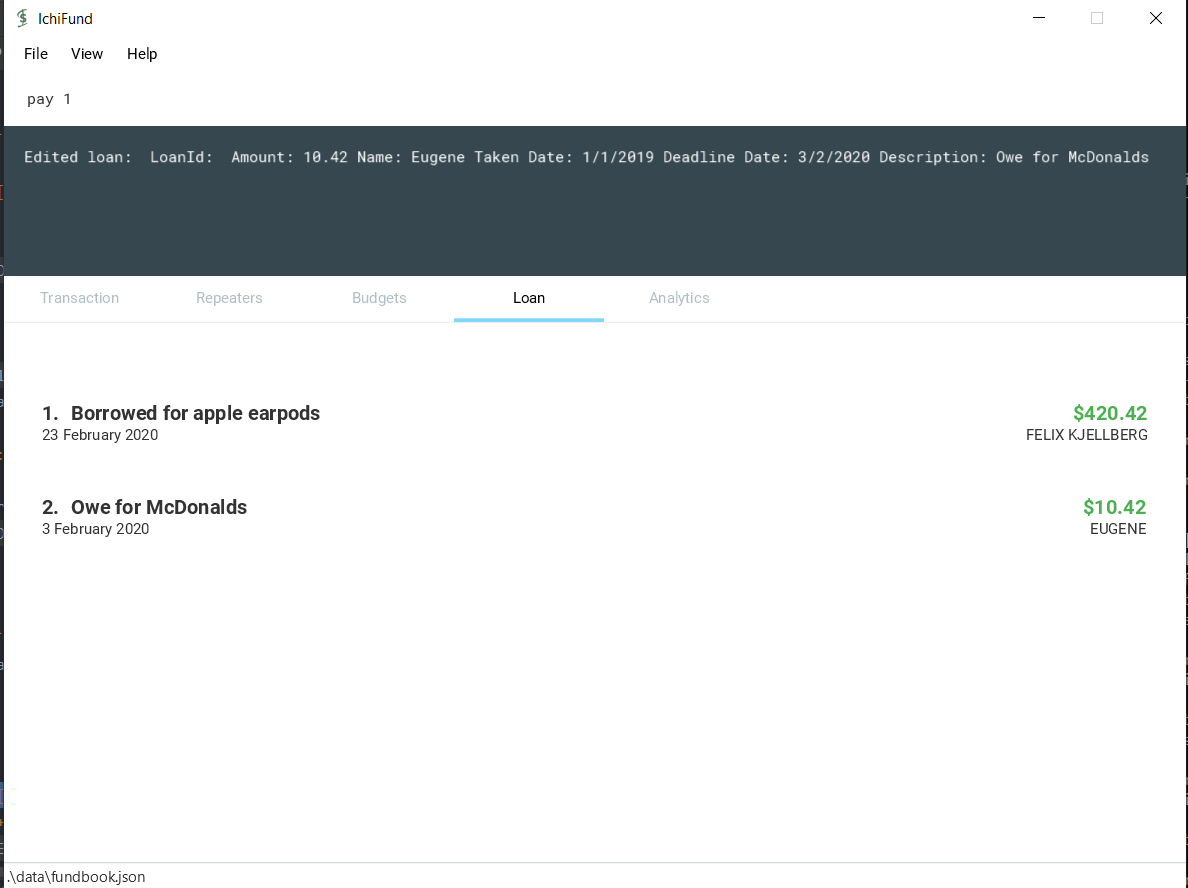 IchiFund
File View Help
pay 1
Edited loan:  LoanId:  Amount: 10.42 Name: Eugene Taken Date: 1/1/2019 Deadline Date: 3/2/2020 Description: Owe for McDonalds
Transaction Repeaters Budgets Loan Analytics
1. Borrowed for apple earpods $420.42
23 February 2020 FELIX KJELLBERG
2. Owe for McDonalds $10.42
3 February 2020 EUGENE
.\data\fundbook.json